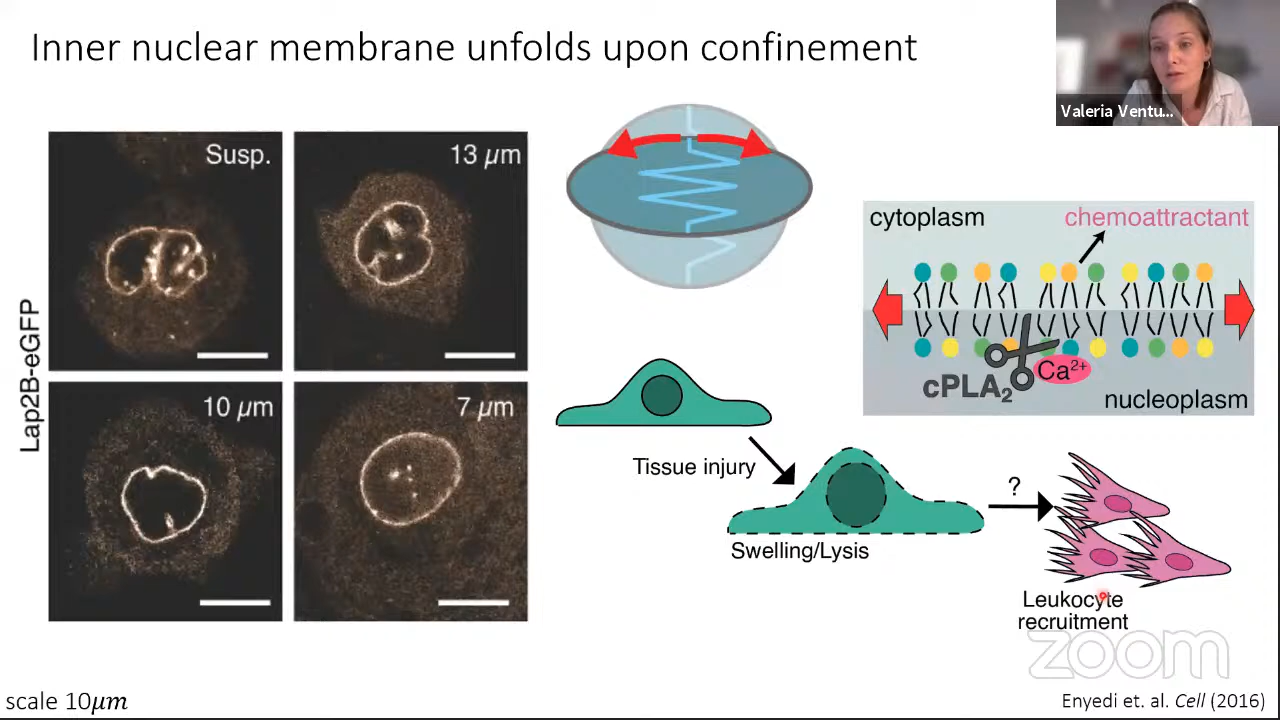 Inner nuclear membrane unfolds upon confinement
Valeria Ventu...
Lap2B-eGFP
Susp.
13 µm
10 µm
7 µm
cytoplasm
chemoattractant
cPLA₂
Ca²⁺
nucleoplasm
Tissue injury
Swelling/Lysis
?
Leukocyte
recruitment
zoom
scale 10𝜇𝑚
Enyedi et. al. Cell (2016)